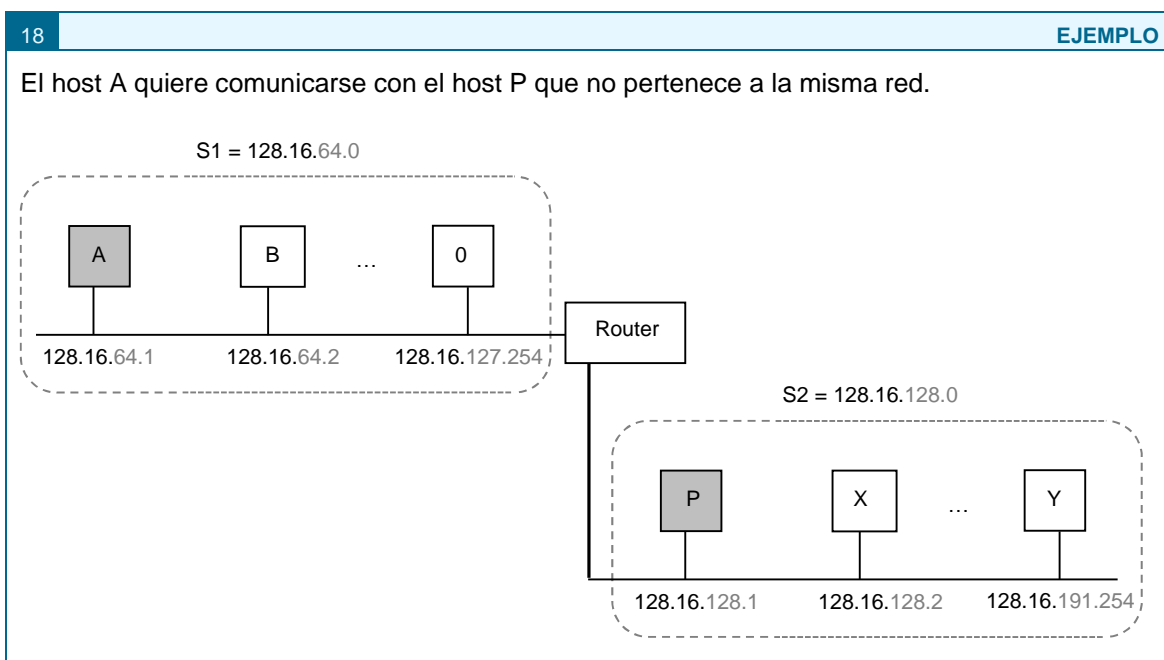 18 EJEMPLO
El host A quiere comunicarse con el host P que no pertenece a la misma red.
S1 = 128.16.64.0
A B ... 0
Router
128.16.64.1 128.16.64.2 128.16.127.254
S2 = 128.16.128.0
P X ... Y
128.16.128.1 128.16.128.2 128.16.191.254